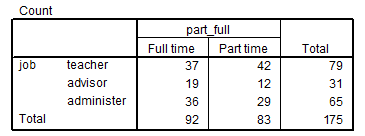 Count
part_full
Full time Part time Total
job teacher 37 42 79
advisor 19 12 31
administer 36 29 65
Total 92 83 175